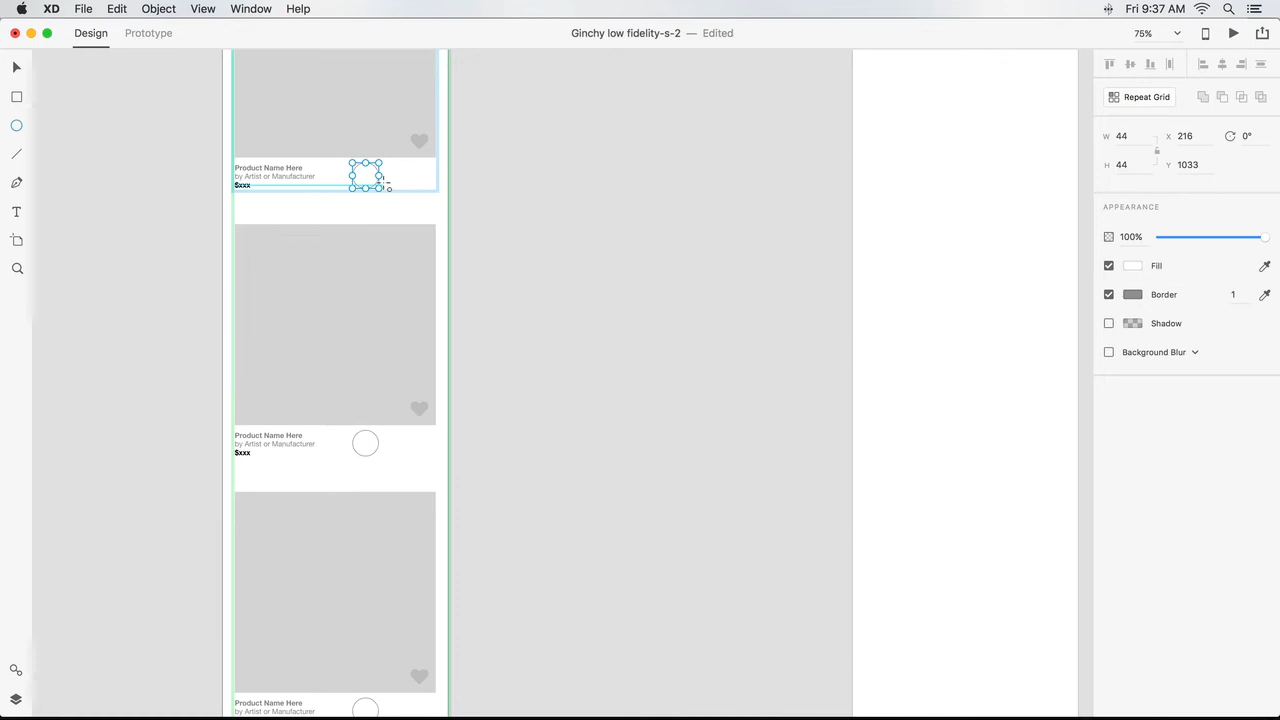 XD File Edit Object View Window Help
Fri 9:37 AM
Design Prototype
Ginchy low fidelity-s-2 — Edited
75%
Repeat Grid
W 44 X 216 0°
H 44 Y 1033
APPEARANCE
100%
Fill
Border 1
Shadow
Background Blur
Product Name Here
by Artist or Manufacturer
$xxx
Product Name Here
by Artist or Manufacturer
$xxx
Product Name Here
by Artist or Manufacturer